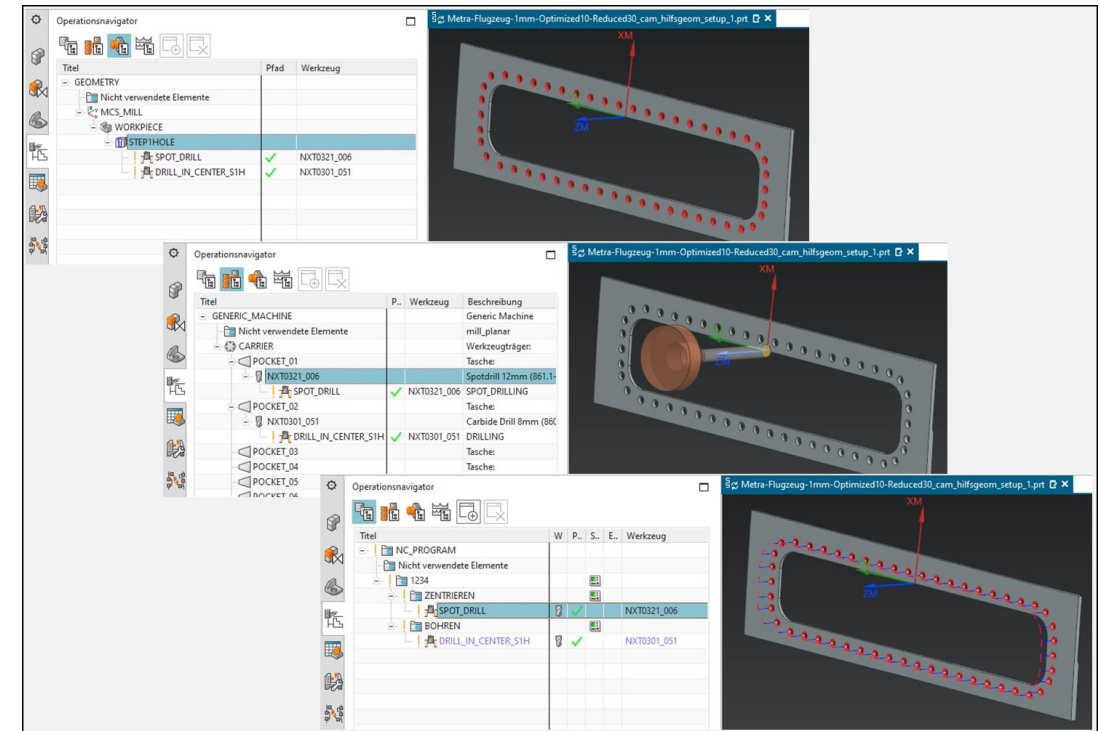 Operationsnavigator
Metra-Flugzeug-1mm-Optimized10-Reduced30_cam_hilfsgeom_setup_1.prt
Titel Pfad Werkzeug
GEOMETRY
Nicht verwendete Elemente
MCS_MILL
WORKPIECE
STEP1HOLE
SPOT_DRILL NXT0321_006
DRILL_IN_CENTER_S1H NXT0301_051
XM
ZM
Operationsnavigator
Metra-Flugzeug-1mm-Optimized10-Reduced30_cam_hilfsgeom_setup_1.prt
Titel P.. Werkzeug Beschreibung
GENERIC_MACHINE Generic Machine
Nicht verwendete Elemente mill_planar
CARRIER Werkzeugträger:
POCKET_01 Tasche:
NXT0321_006 Spotdrill 12mm (861.1-
SPOT_DRILL NXT0321_006 SPOT_DRILLING
POCKET_02 Tasche:
NXT0301_051 Carbide Drill 8mm (860
DRILL_IN_CENTER_S1H NXT0301_051 DRILLING
POCKET_03 Tasche:
POCKET_04 Tasche:
POCKET_05 Tasche:
POCKET_06 Tasche:
XM
ZM
Operationsnavigator
Metra-Flugzeug-1mm-Optimized10-Reduced30_cam_hilfsgeom_setup_1.prt
Titel W P.. S.. E.. Werkzeug
NC_PROGRAM
Nicht verwendete Elemente
1234
ZENTRIEREN
SPOT_DRILL NXT0321_006
BOHREN
DRILL_IN_CENTER_S1H NXT0301_051
XM
ZM